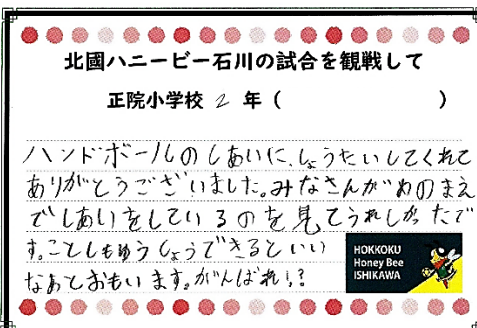 北國ハニービー石川の試合を観戦して
正院小学校 2 年 (　　　　)
ハンドボールのしあいに、しょうたいしてくれて
ありがとうございました。みなさんがめのまえ
でしあいをしているのを見てうれしかったで
す。ことしもゆうしょうできるといい
なあとおもいます。がんばれ!?
HOKKOKU
Honey Bee
ISHIKAWA